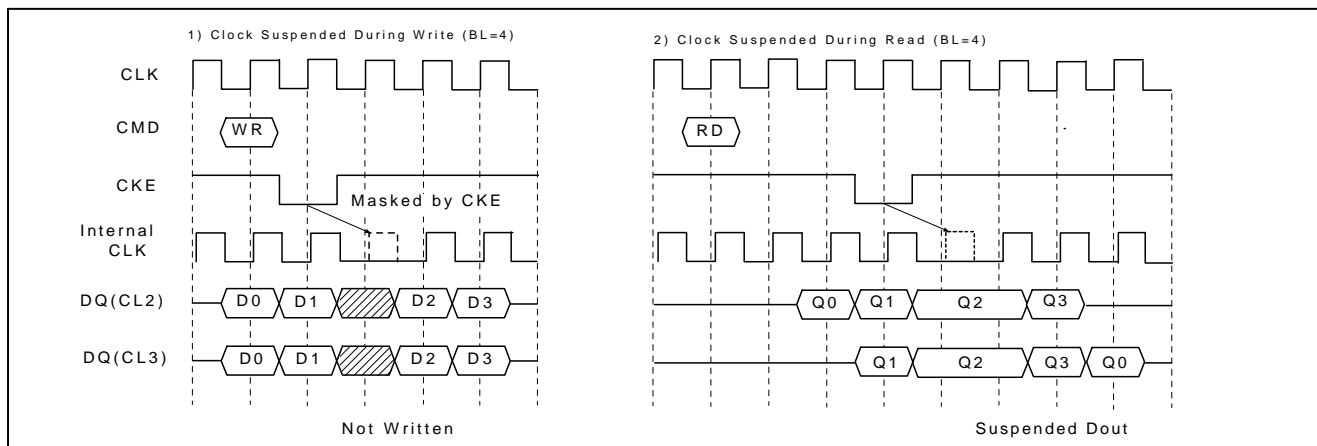 1) Clock Suspended During Write (BL=4)
2) Clock Suspended During Read (BL=4)
CLK
CMD
WR
RD
CKE
Masked by CKE
Internal
CLK
DQ(CL2)
D0 D1 D2 D3
Q0 Q1 Q2 Q3
DQ(CL3)
D0 D1 D2 D3
Q1 Q2 Q3 Q0
Not Written
Suspended Dout